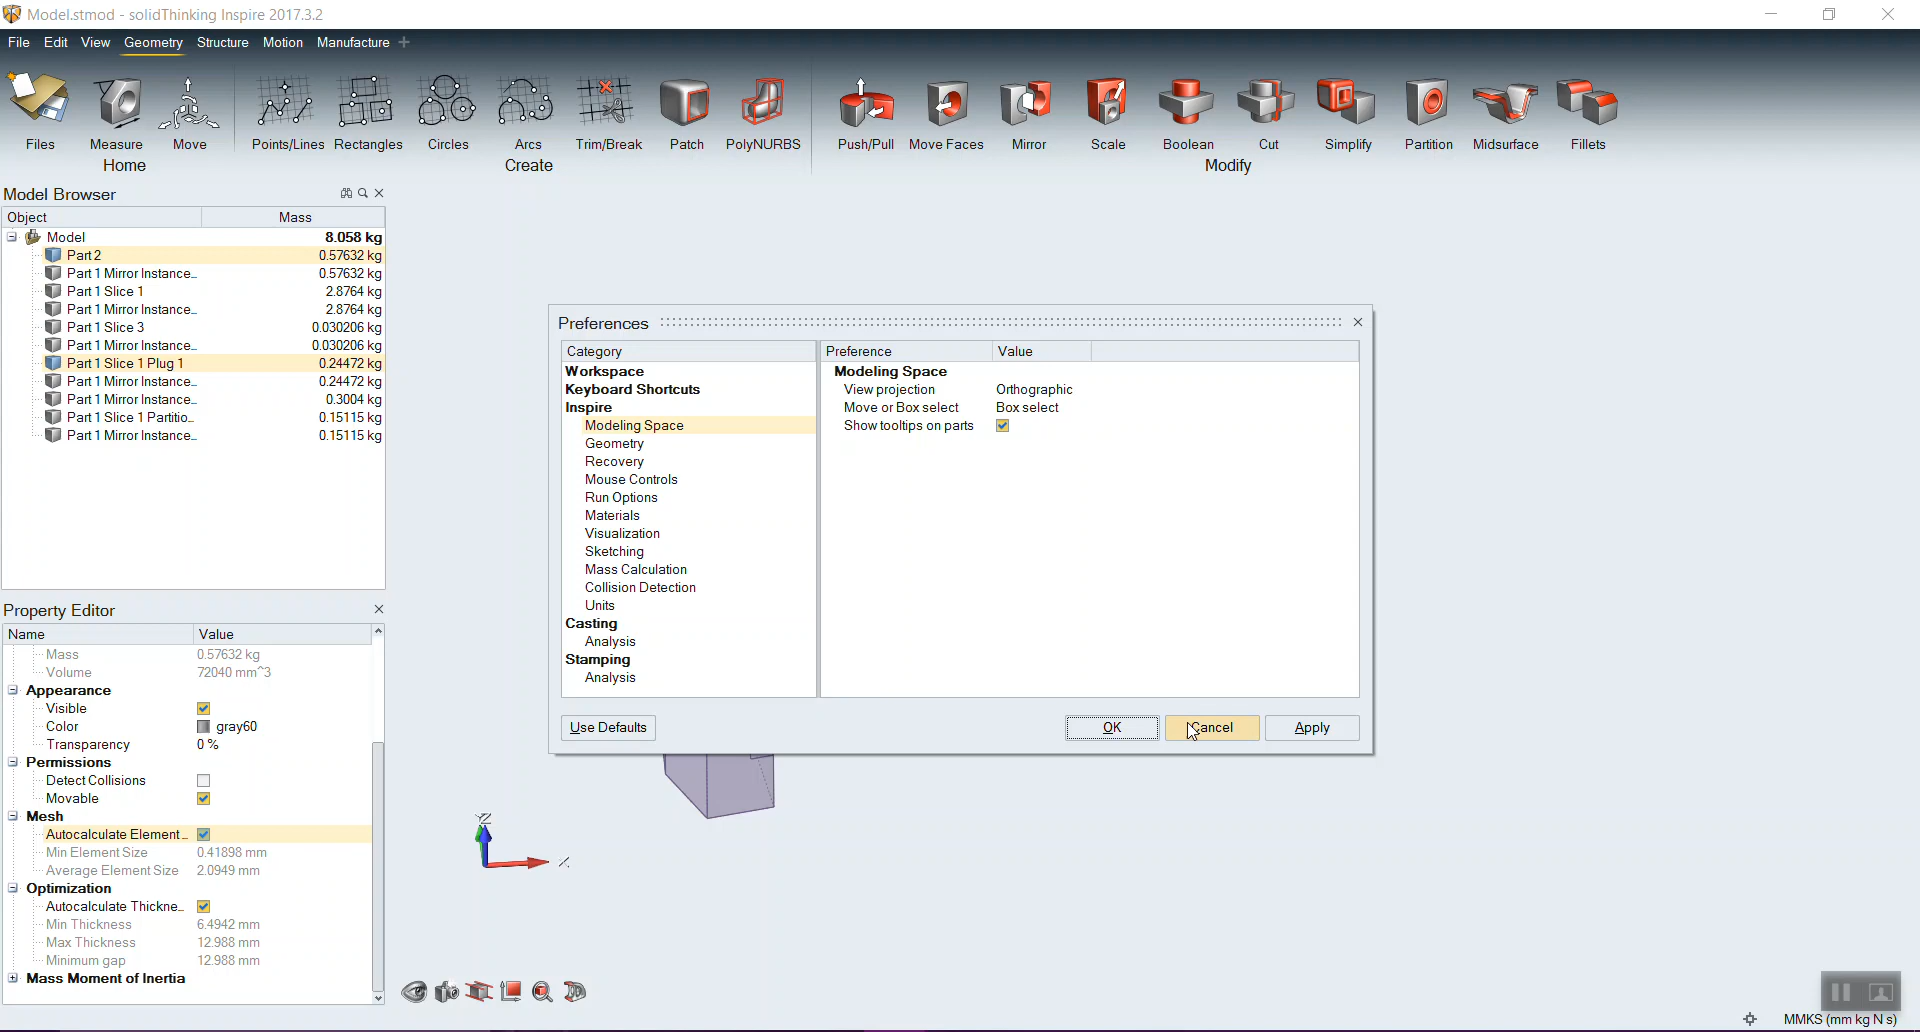 Model.stmod - solidThinking Inspire 2017.3.2
File Edit View Geometry Structure Motion Manufacture
Files Measure Move Points/Lines Rectangles Circles Arcs Trim/Break Patch PolyNURBS Push/Pull Move Faces Mirror Scale Boolean Cut Simplify Partition Midsurface Fillets
Home Create Modify
Model Browser
Object Mass
Model 8.058 kg
Part 2 0.57632 kg
Part 1 Mirror Instance... 0.57632 kg
Part 1 Slice 1 2.8764 kg
Part 1 Mirror Instance... 2.8764 kg
Part 1 Slice 3 0.030206 kg
Part 1 Mirror Instance... 0.030206 kg
Part 1 Slice 1 Plug 1 0.24472 kg
Part 1 Mirror Instance... 0.24472 kg
Part 1 Mirror Instance... 0.3004 kg
Part 1 Slice 1 Partitio... 0.15115 kg
Part 1 Mirror Instance... 0.15115 kg
Preferences
Category
Workspace
Keyboard Shortcuts
Inspire
Modeling Space
Geometry
Recovery
Mouse Controls
Run Options
Materials
Visualization
Sketching
Mass Calculation
Collision Detection
Units
Casting
Analysis
Stamping
Analysis
Preference Value
Modeling Space
View projection Orthographic
Move or Box select Box select
Show tooltips on parts
Use Defaults OK Cancel Apply
Property Editor
Name Value
Mass 0.57632 kg
Volume 72040 mm^3
Appearance
Visible
Color gray60
Transparency 0 %
Permissions
Detect Collisions
Movable
Mesh
Autocalculate Element...
Min Element Size 0.41898 mm
Average Element Size 2.0949 mm
Optimization
Autocalculate Thickne...
Min Thickness 6.4942 mm
Max Thickness 12.988 mm
Minimum gap 12.988 mm
Mass Moment of Inertia
MMKS (mm kg N s)